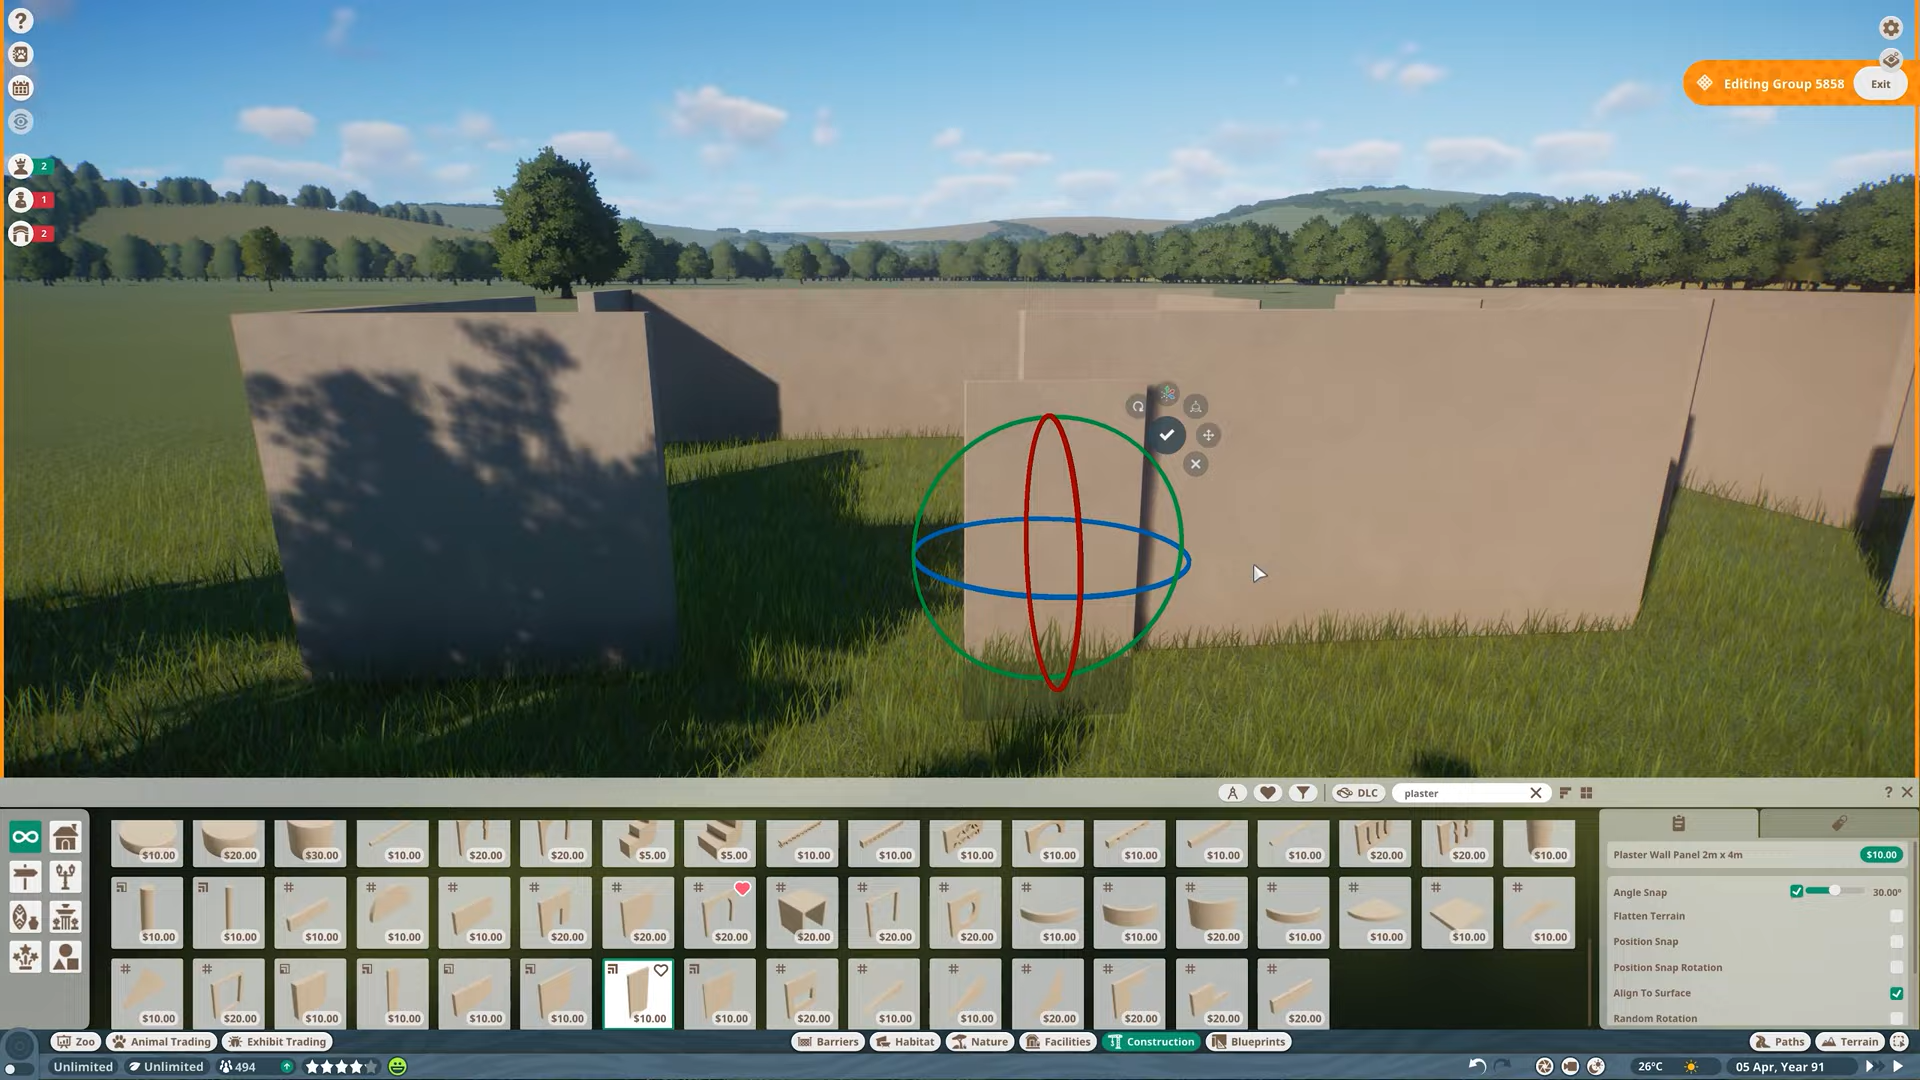 ?
Editing Group 5858 Exit
2
1
2
DLC plaster
?
$10.00 $20.00 $30.00 $10.00 $20.00 $20.00 $5.00 $5.00 $10.00 $10.00 $10.00 $10.00 $10.00 $10.00 $10.00 $20.00 $20.00 $10.00
$10.00 $10.00 $10.00 $10.00 $10.00 $20.00 $20.00 $20.00 $20.00 $20.00 $20.00 $10.00 $10.00 $20.00 $10.00 $10.00 $10.00 $10.00
$10.00 $20.00 $10.00 $10.00 $10.00 $10.00 $10.00 $10.00 $20.00 $10.00 $10.00 $20.00 $20.00 $20.00 $20.00
Plaster Wall Panel 2m x 4m $10.00
Angle Snap 30.00°
Flatten Terrain
Position Snap
Position Snap Rotation
Align To Surface
Random Rotation
Zoo Animal Trading Exhibit Trading Barriers Habitat Nature Facilities Construction Blueprints Paths Terrain
Unlimited Unlimited 494 26°C 05 Apr, Year 91